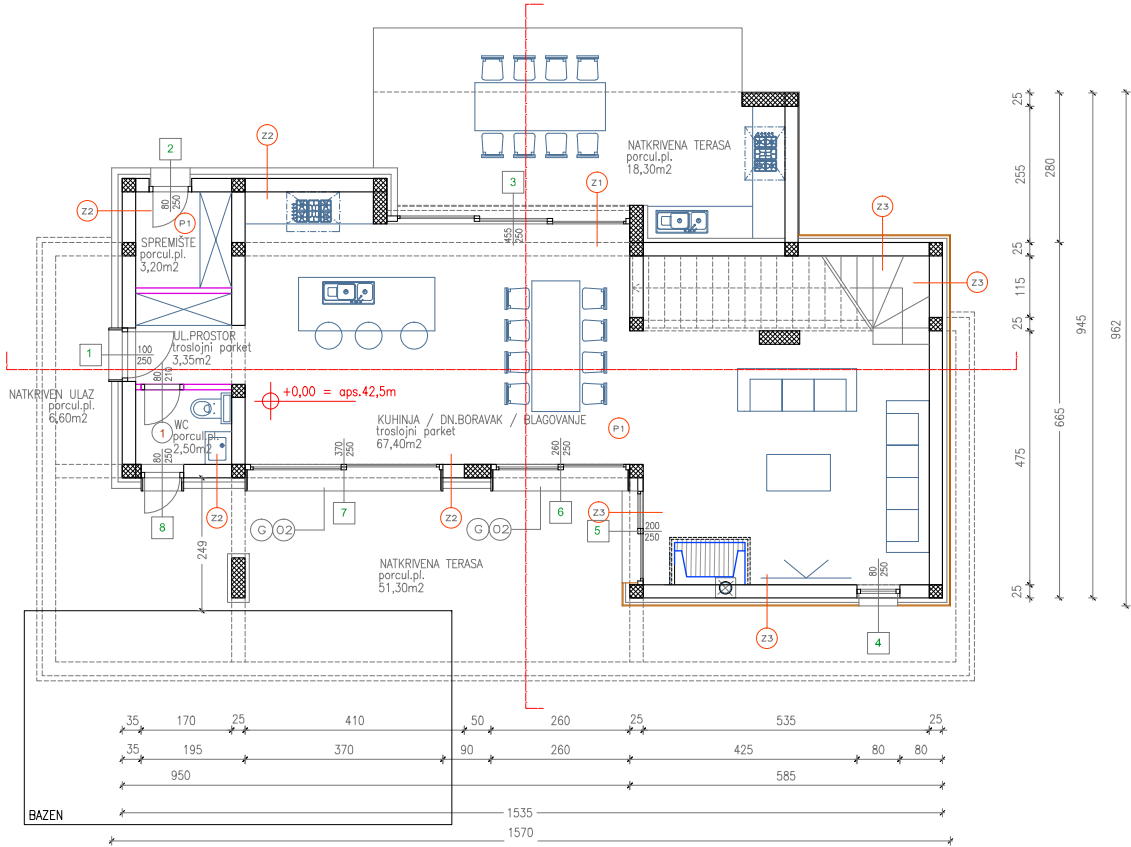 Z2
2
80
250
Z2
P1
SPREMIŠTE
porcul.pl.
3,20m2
3
455
250
Z1
NATKRIVENA TERASA
porcul.pl.
18,30m2
Z3
Z3
1
100
250
UL.PROSTOR
troslojni parket
3,35m2
80
210
NATKRIVEN ULAZ
porcul.pl.
6,60m2
+0,00 = aps.42,5m
1
WC
porcul.pl.
2,50m2
80
250
KUHINJA / DN.BORAVAK / BLAGOVANJE
troslojni parket
67,40m2
P1
370
250
260
250
8
Z2
G
O2
7
Z2
G
O2
6
Z3
5
200
250
249
NATKRIVENA TERASA
porcul.pl.
51,30m2
80
250
Z3
4
BAZEN
35
170
25
410
50
260
25
535
25
35
195
370
90
260
425
80
80
950
585
1535
1570
25
255
25
115
25
475
25
280
665
945
962